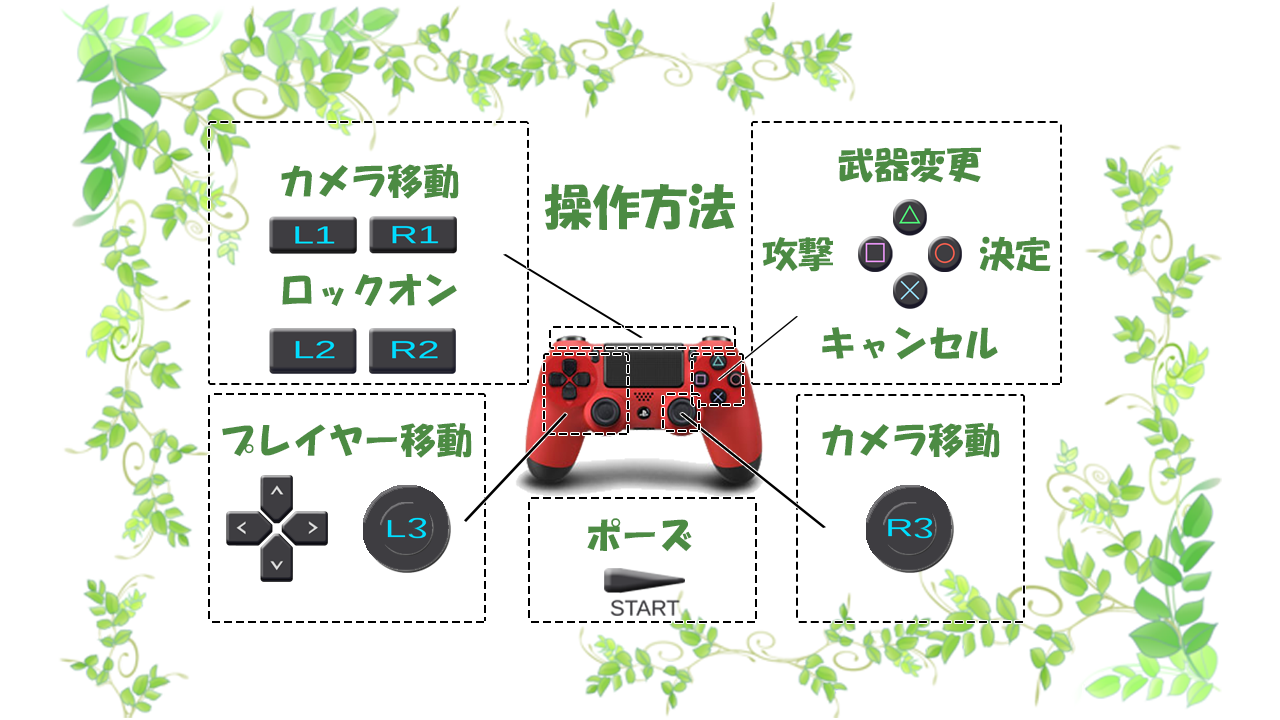 操作方法
カメラ移動
L1 R1
ロックオン
L2 R2
武器変更
攻撃 決定
キャンセル
プレイヤー移動
L3
ポーズ
START
カメラ移動
R3